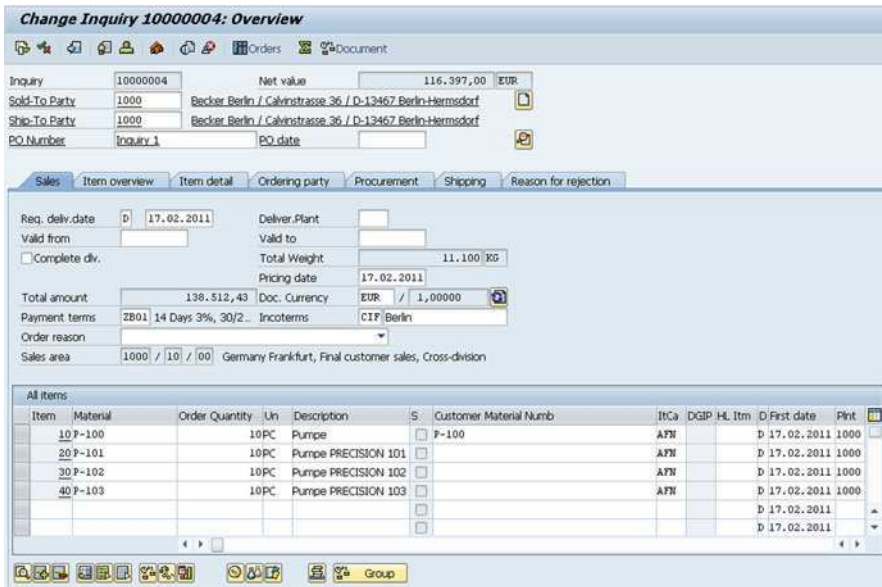 Change Inquiry 10000004: Overview
Orders Document
Inquiry 10000004 Net value 116.397,00 EUR
Sold-To Party 1000 Becker Berlin / Calvinstrasse 36 / D-13467 Berlin-Hermsdorf
Ship-To Party 1000 Becker Berlin / Calvinstrasse 36 / D-13467 Berlin-Hermsdorf
PO Number Inquiry 1 PO date
Sales Item overview Item detail Ordering party Procurement Shipping Reason for rejection
Req. deliv.date D 17.02.2011 Deliver.Plant
Valid from Valid to
Complete dlv. Total Weight 11.100 KG
Pricing date 17.02.2011
Total amount 138.512,43 Doc. Currency EUR / 1,00000
Payment terms ZB01 14 Days 3%, 30/2... Incoterms CIF Berlin
Order reason
Sales area 1000 / 10 / 00 Germany Frankfurt, Final customer sales, Cross-division
All items
Item Material Order Quantity Un Description S Customer Material Numb ItCa DGIP HL Itm D First date Plnt
10 P-100 10 PC Pumpe P-100 AFN D 17.02.2011 1000
20 P-101 10 PC Pumpe PRECISION 101 AFN D 17.02.2011 1000
30 P-102 10 PC Pumpe PRECISION 102 AFN D 17.02.2011 1000
40 P-103 10 PC Pumpe PRECISION 103 AFN D 17.02.2011 1000
D 17.02.2011
D 17.02.2011
Group